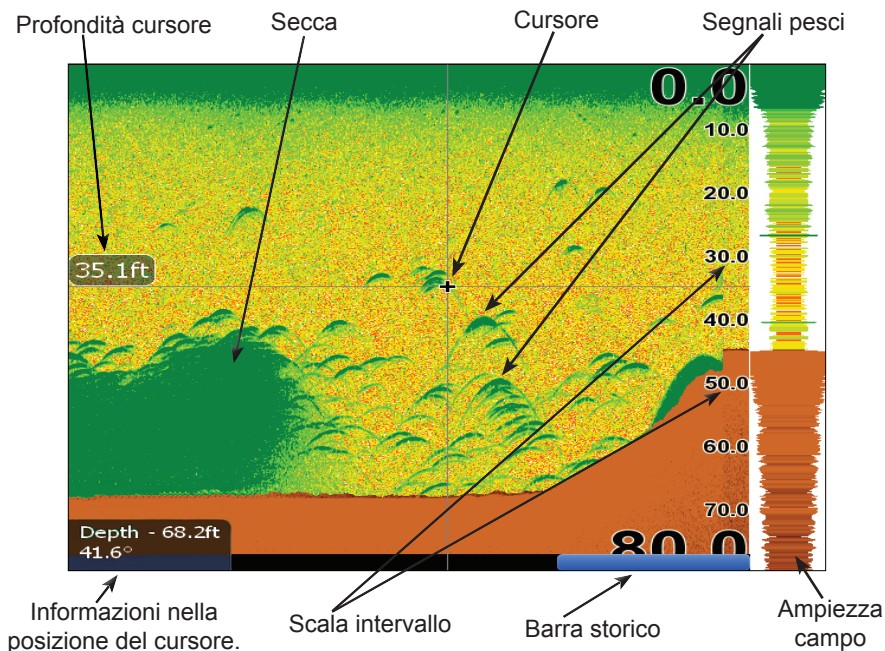 Profondità cursore
Secca
Cursore
Segnali pesci
0.0
10.0
20.0
30.0
35.1ft
40.0
50.0
60.0
70.0
80.0
Depth - 68.2ft
41.6°
Informazioni nella
posizione del cursore.
Scala intervallo
Barra storico
Ampiezza
campo